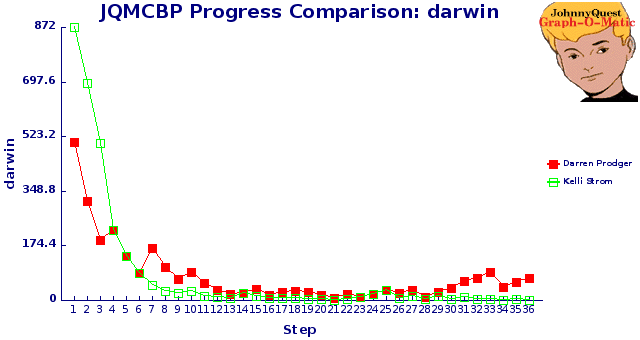 JQMCBP Progress Comparison: darwin
JohnnyQuest
Graph-O-Matic
872
697.6
523.2
348.8
174.4
0
darwin
Darren Prodger
Kelli Strom
1 2 3 4 5 6 7 8 9 10 11 12 13 14 15 16 17 18 19 20 21 22 23 24 25 26 27 28 29 30 31 32 33 34 35 36
Step